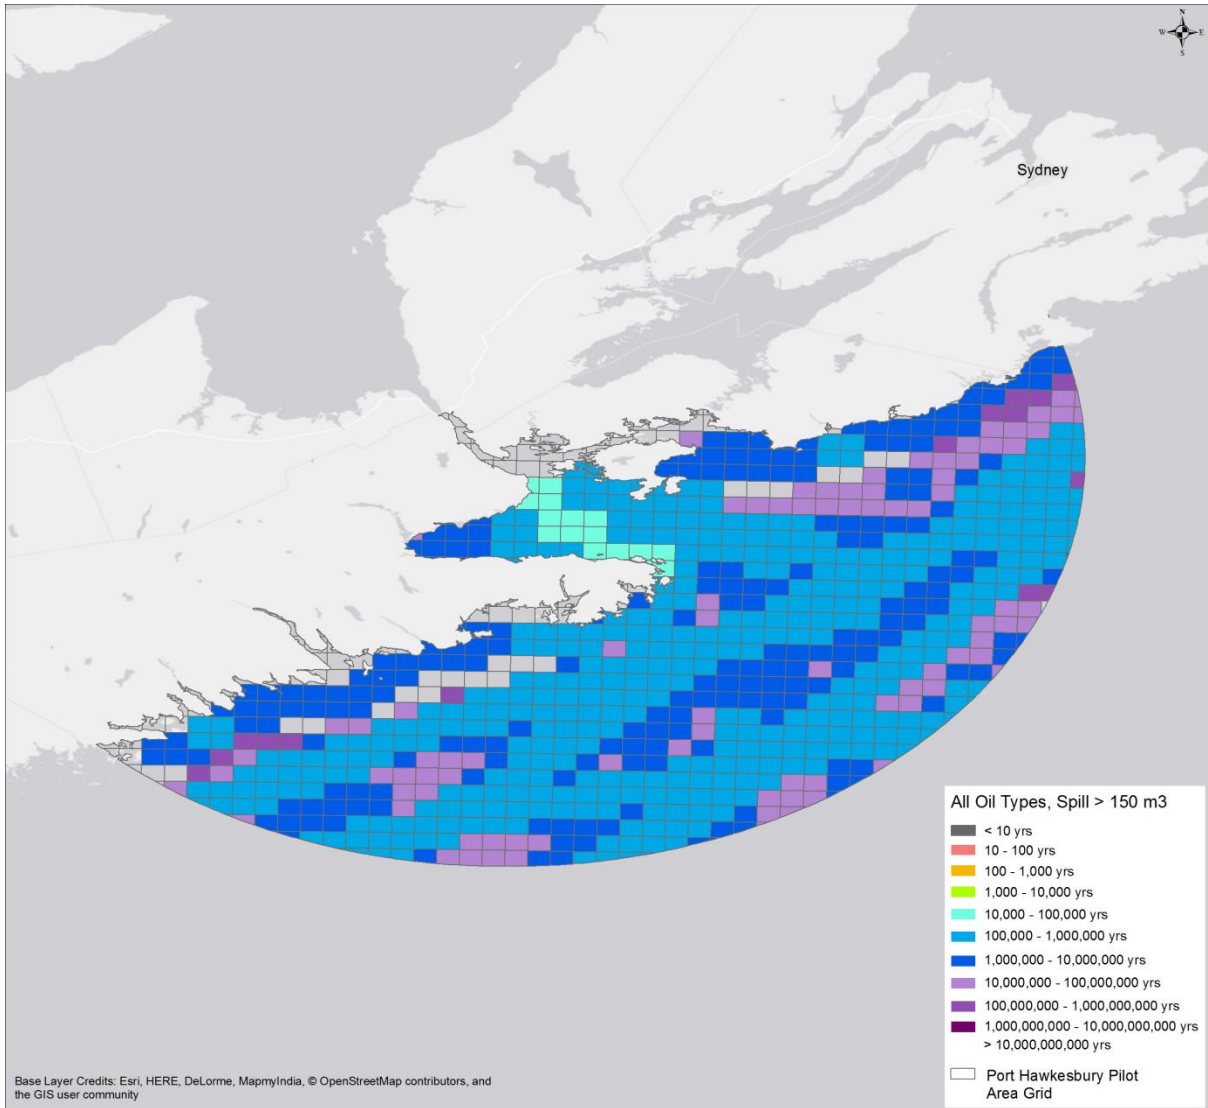 N
W E
S
Sydney
All Oil Types, Spill > 150 m3
< 10 yrs
10 - 100 yrs
100 - 1,000 yrs
1,000 - 10,000 yrs
10,000 - 100,000 yrs
100,000 - 1,000,000 yrs
1,000,000 - 10,000,000 yrs
10,000,000 - 100,000,000 yrs
100,000,000 - 1,000,000,000 yrs
1,000,000,000 - 10,000,000,000 yrs
> 10,000,000,000 yrs
Port Hawkesbury Pilot
Area Grid
Base Layer Credits: Esri, HERE, DeLorme, MapmyIndia, © OpenStreetMap contributors, and
the GIS user community